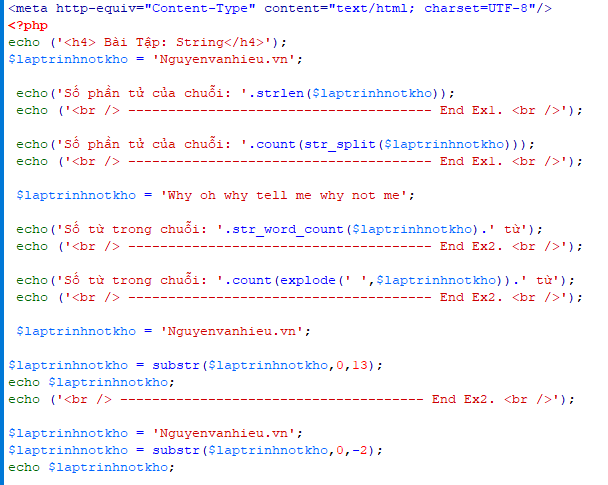 <meta http-equiv="Content-Type" content="text/html; charset=UTF-8"/>
<?php
echo ('<h4> Bài Tập: String</h4>');
$laptrinhnotkho = 'Nguyenvanhieu.vn';
echo('Số phần tử của chuỗi: '.strlen($laptrinhnotkho));
echo ('<br /> -------------------------------------- End Ex1. <br />');
echo('Số phần tử của chuỗi: '.count(str_split($laptrinhnotkho)));
echo ('<br /> -------------------------------------- End Ex1. <br />');
$laptrinhnotkho = 'Why oh why tell me why not me';
echo('Số từ trong chuỗi: '.str_word_count($laptrinhnotkho).' từ');
echo ('<br /> -------------------------------------- End Ex2. <br />');
echo('Số từ trong chuỗi: '.count(explode(' ',$laptrinhnotkho)).' từ');
echo ('<br /> -------------------------------------- End Ex2. <br />');
$laptrinhnotkho = 'Nguyenvanhieu.vn';
$laptrinhnotkho = substr($laptrinhnotkho,0,13);
echo $laptrinhnotkho;
echo ('<br /> -------------------------------------- End Ex2. <br />');
$laptrinhnotkho = 'Nguyenvanhieu.vn';
$laptrinhnotkho = substr($laptrinhnotkho,0,-2);
echo $laptrinhnotkho;